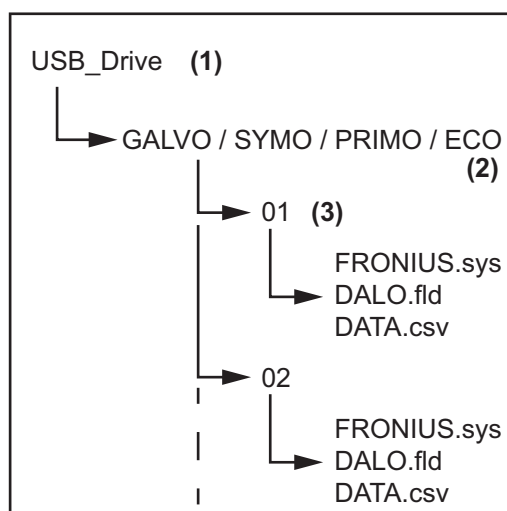 USB_Drive (1)
GALVO / SYMO / PRIMO / ECO
(2)
01 (3)
FRONIUS.sys
DALO.fld
DATA.csv
02
FRONIUS.sys
DALO.fld
DATA.csv